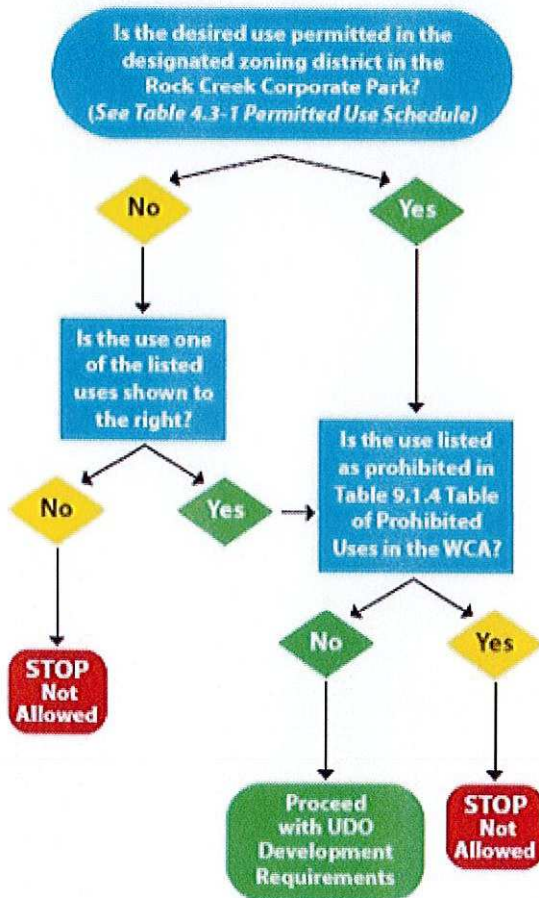 Is the desired use permitted in the
designated zoning district in the
Rock Creek Corporate Park?
(See Table 4.3-1 Permitted Use Schedule)
No
Yes
Is the use one
of the listed
uses shown to
the right?
Is the use listed
as prohibited in
Table 9.1.4 Table
of Prohibited
Uses in the WCA?
No
Yes
No
Yes
STOP
Not
Allowed
Proceed
with UDO
Development
Requirements
STOP
Not
Allowed